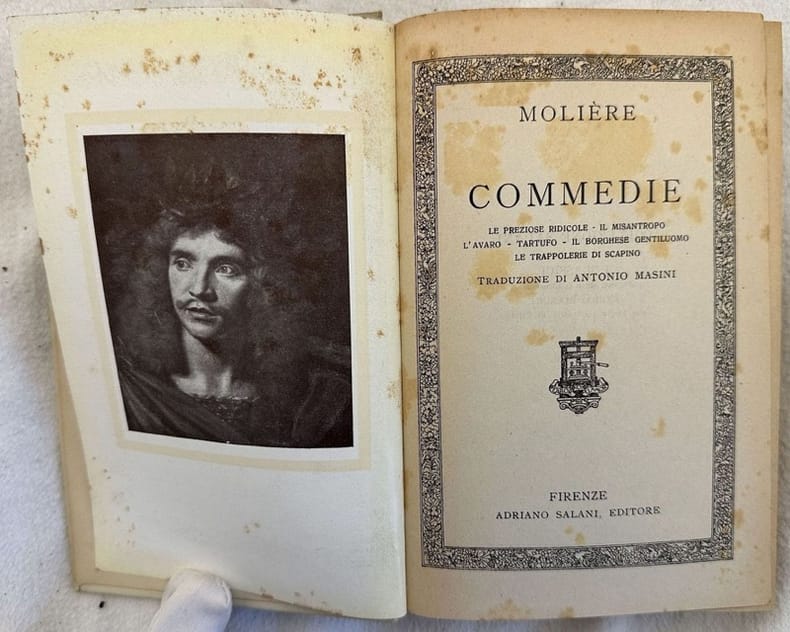 MOLIÈRE
COMMEDIE
LE PREZIOSE RIDICOLE - IL MISANTROPO
L'AVARO - TARTUFO - IL BORGHESE GENTILUOMO
LE TRAPPOLERIE DI SCAPINO
TRADUZIONE DI ANTONIO MASINI
FIRENZE
ADRIANO SALANI, EDITORE